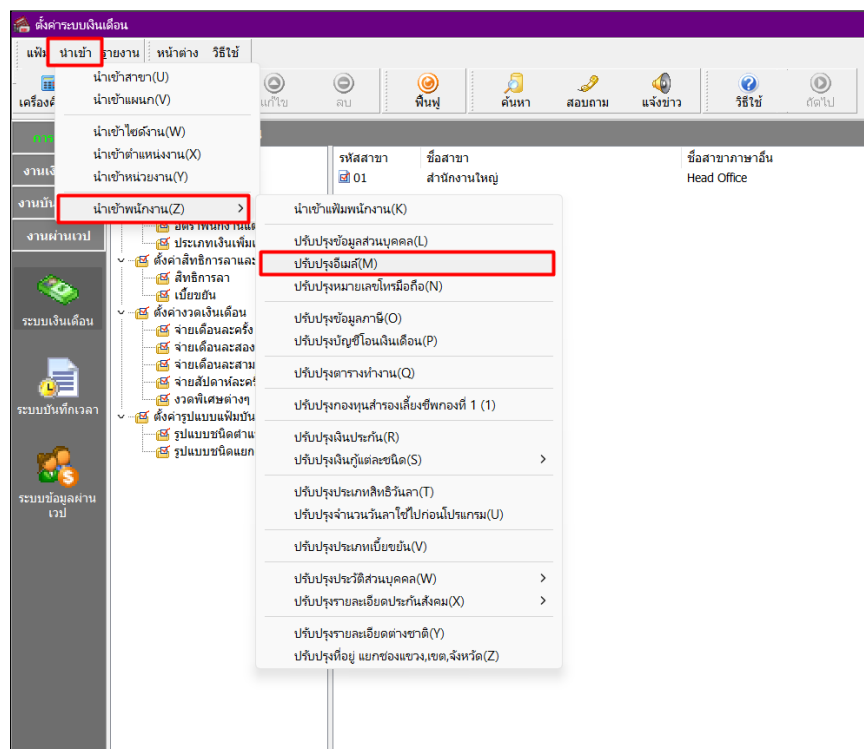 ตั้งค่าระบบเงินเดือน
แฟ้ม นำเข้า รายงาน หน้าต่าง วิธีใช้
แก้ไข ลบ ฟื้นฟู ค้นหา สอบถาม แจ้งข่าว วิธีใช้ ถัดไป
นำเข้าสาขา(U)
นำเข้าแผนก(V)
นำเข้าไซด์งาน(W)
นำเข้าตำแหน่งงาน(X)
นำเข้าหน่วยงาน(Y)
นำเข้าพนักงาน(Z)
รหัสสาขา ชื่อสาขา ชื่อสาขาภาษาอื่น
01 สำนักงานใหญ่ Head Office
งานผ่านเวป
ระบบเงินเดือน
ระบบบันทึกเวลา
ระบบข้อมูลผ่าน
เวป
ประเภทเงินเพิ่ม
ตั้งค่าสิทธิการลาและ
สิทธิการลา
เบี้ยขยัน
ตั้งค่างวดเงินเดือน
จ่ายเดือนละครั้ง
จ่ายเดือนละสอง
จ่ายเดือนละสาม
จ่ายสัปดาห์ละครั้
งวดพิเศษต่างๆ
ตั้งค่ารูปแบบแฟ้มบัน
รูปแบบชนิดตำแ
รูปแบบชนิดแยก
นำเข้าแฟ้มพนักงาน(K)
ปรับปรุงข้อมูลส่วนบุคคล(L)
ปรับปรุงอีเมล์(M)
ปรับปรุงหมายเลขโทรมือถือ(N)
ปรับปรุงข้อมูลภาษี(O)
ปรับปรุงบัญชีโอนเงินเดือน(P)
ปรับปรุงตารางทำงาน(Q)
ปรับปรุงกองทุนสำรองเลี้ยงชีพกองที่ 1 (1)
ปรับปรุงเงินประกัน(R)
ปรับปรุงเงินกู้แต่ละชนิด(S)
ปรับปรุงประเภทสิทธิวันลา(T)
ปรับปรุงจำนวนวันลาใช้ไปก่อนโปรแกรม(U)
ปรับปรุงประเภทเบี้ยขยัน(V)
ปรับปรุงประวัติส่วนบุคคล(W)
ปรับปรุงรายละเอียดประกันสังคม(X)
ปรับปรุงรายละเอียดต่างชาติ(Y)
ปรับปรุงที่อยู่ แยกช่องแขวง,เขต,จังหวัด(Z)